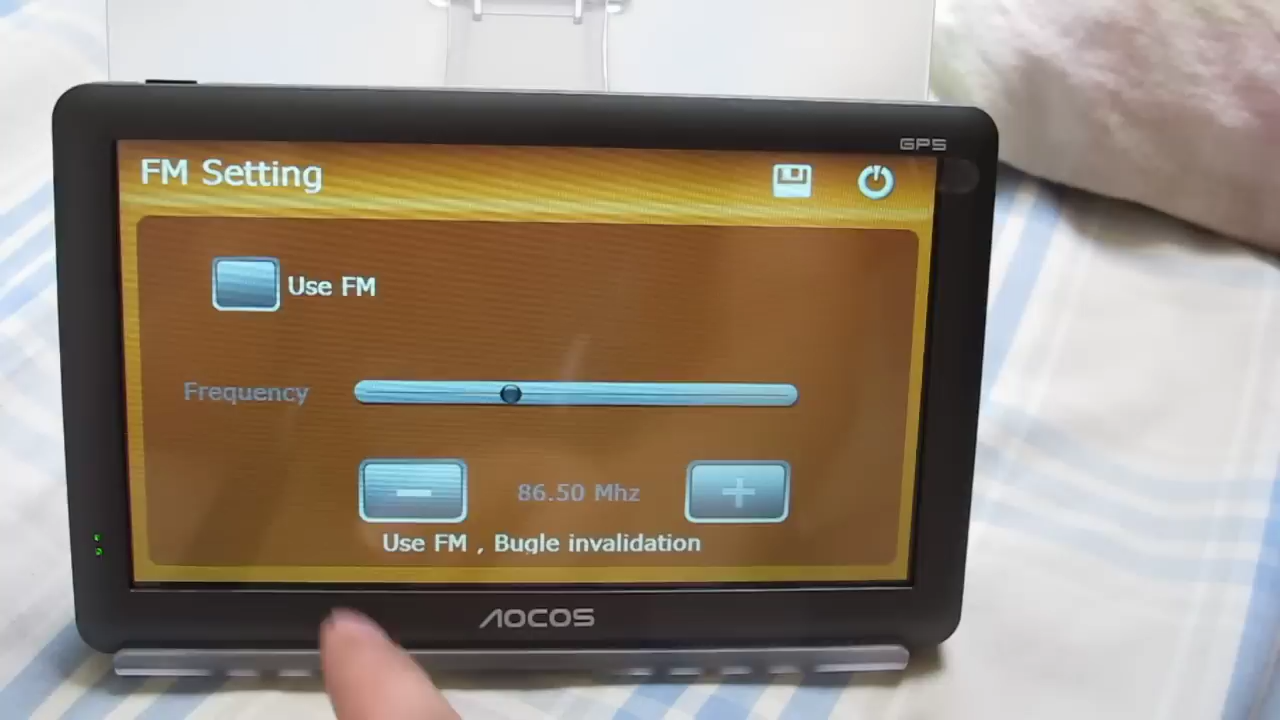 GPS
FM Setting
Use FM
Frequency
86.50 Mhz
Use FM , Bugle invalidation
AOCOS